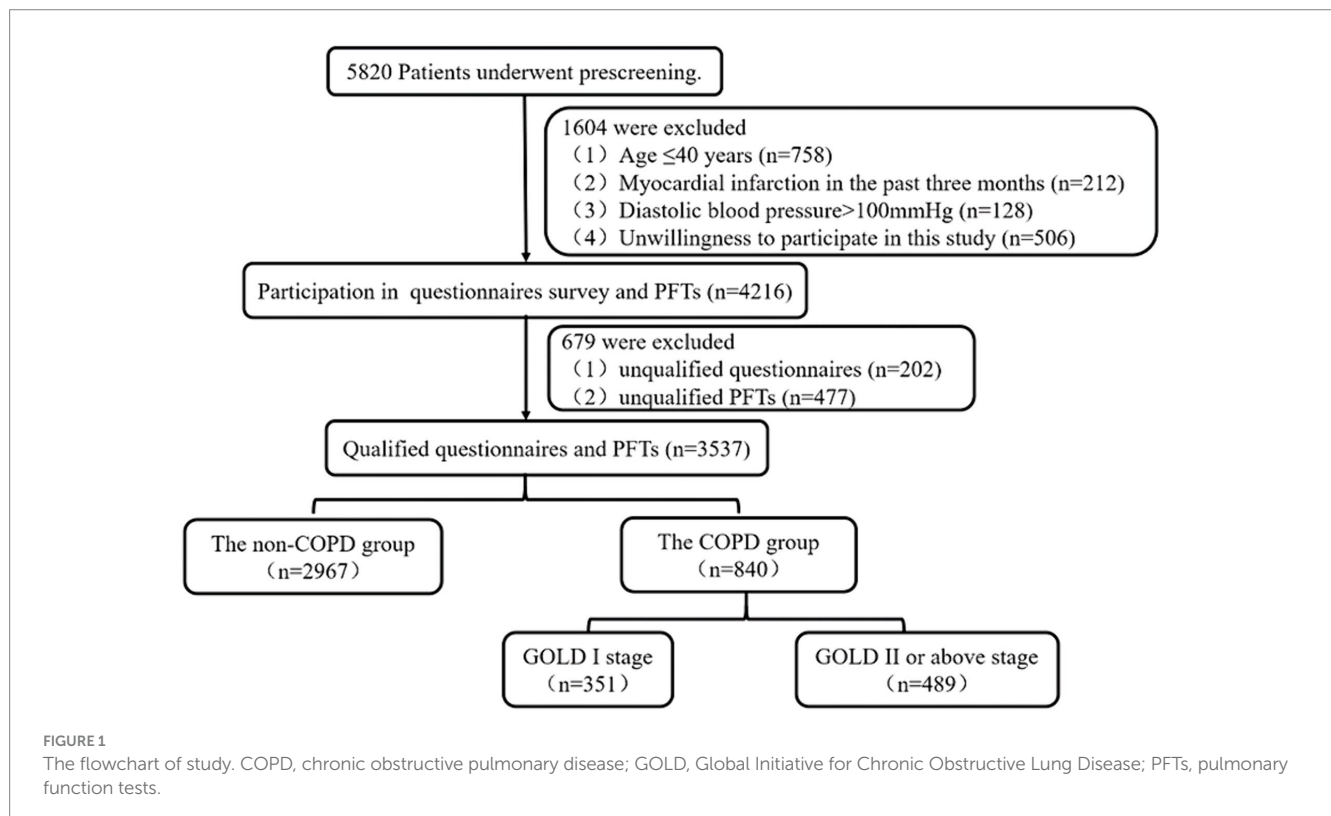 5820 Patients underwent prescreening.
1604 were excluded
（1）Age ≤40 years (n=758)
（2）Myocardial infarction in the past three months (n=212)
（3）Diastolic blood pressure>100mmHg (n=128)
（4）Unwillingness to participate in this study (n=506)
Participation in questionnaires survey and PFTs (n=4216)
679 were excluded
（1）unqualified questionnaires (n=202)
（2）unqualified PFTs (n=477)
Qualified questionnaires and PFTs (n=3537)
The non-COPD group
（n=2967）
The COPD group
（n=840）
GOLD I stage
（n=351）
GOLD II or above stage
（n=489）
FIGURE 1
The flowchart of study. COPD, chronic obstructive pulmonary disease; GOLD, Global Initiative for Chronic Obstructive Lung Disease; PFTs, pulmonary
function tests.